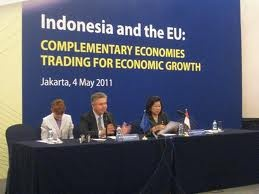 Indonesia and the EU:
COMPLEMENTARY ECONOMIES
TRADING FOR ECONOMIC GROWTH
Jakarta, 4 May 2011